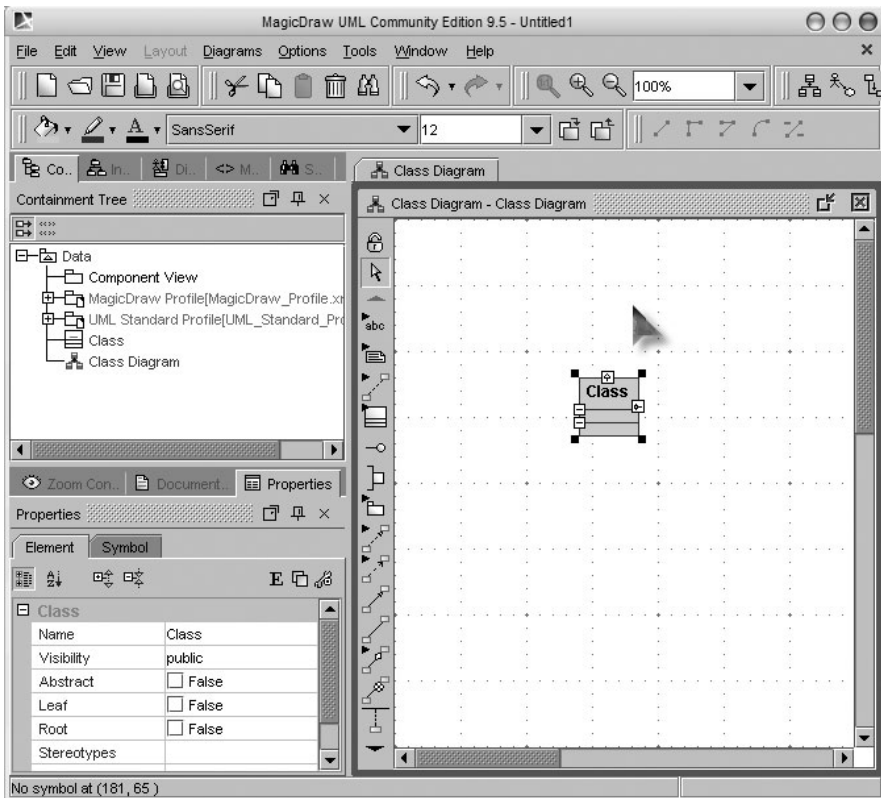 MagicDraw UML Community Edition 9.5 - Untitled1
File Edit View Layout Diagrams Options Tools Window Help
100%
SansSerif 12
Co.. In.. Di.. <> M.. S..
Class Diagram
Containment Tree
Class Diagram - Class Diagram
Data
Component View
MagicDraw Profile[MagicDraw_Profile.xm
UML Standard Profile[UML_Standard_Pro
Class
Class Diagram
abc
Class
Zoom Con.. Document.. Properties
Properties
Element Symbol
E
Class
Name Class
Visibility public
Abstract False
Leaf False
Root False
Stereotypes
No symbol at (181, 65 )